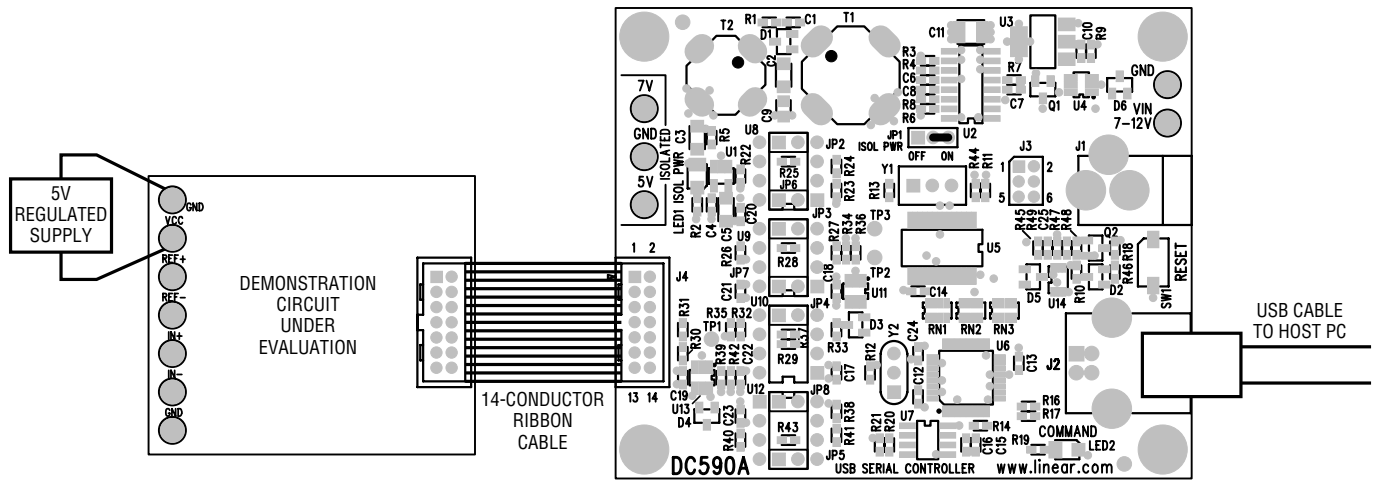 5V
REGULATED
SUPPLY
GND
VCC
REF+
REF-
IN+
IN-
GND
DEMONSTRATION
CIRCUIT
UNDER
EVALUATION
14-CONDUCTOR
RIBBON
CABLE
7V
GND
5V
ISOLATED
ISOL PWR
LED1
1 2
J4
13 14
T2
R1
C1
D1
C2
C9
T1
C11
U3
C10
R9
R3
R4
C6
C8
R8
R6
R7
C7
Q1
U4
D6
GND
VIN
7-12V
C3
R5
U1
R22
U8
JP2
R25
JP6
R24
R23
JP1
ISOL PWR
OFF ON
U2
R44
R11
J3
1 2
5 6
J1
Y1
R13
R2
C4
C5
C20
U9
R26
JP3
R28
R27
R34
R36
TP3
U5
R45
R49
C25
R47
R48
Q2
R18
R46
RESET
SW1
JP7
C21
U10
C18
TP2
U11
JP4
C14
D5
U14
R10
D2
R31
R35
R32
TP1
R30
R37
R29
D3
R33
Y2
C24
RN1
RN2
RN3
U6
R39
R42
C22
R12
C12
C13
J2
C19
U13
D4
U12
JP8
C17
C23
R40
R43
R38
R41
JP5
R21
R20
U7
R14
C16
C15
R16
R17
R19
COMMAND
LED2
DC590A
USB SERIAL CONTROLLER
www.linear.com
USB CABLE
TO HOST PC